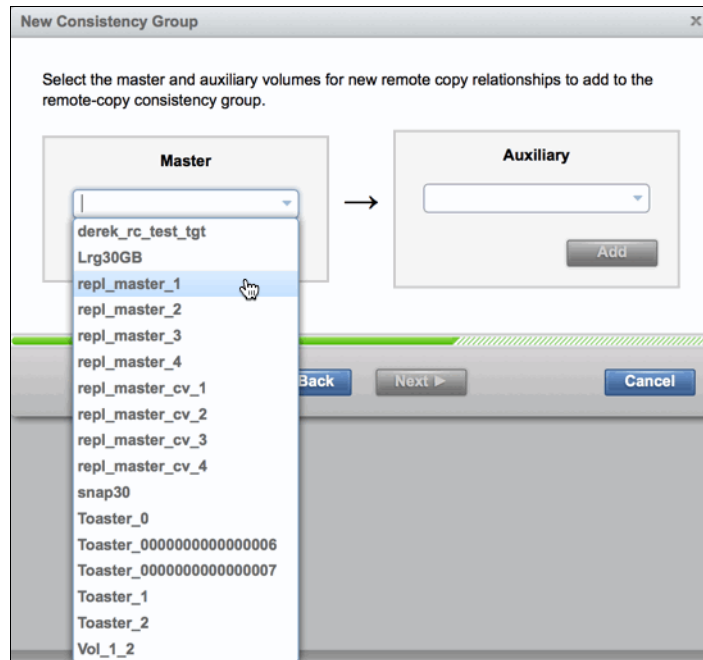 New Consistency Group x
Select the master and auxiliary volumes for new remote copy relationships to add to the
remote-copy consistency group.
Master
Auxiliary
Add
derek_rc_test_tgt
Lrg30GB
repl_master_1
repl_master_2
repl_master_3
repl_master_4
repl_master_cv_1
repl_master_cv_2
repl_master_cv_3
repl_master_cv_4
snap30
Toaster_0
Toaster_0000000000000006
Toaster_0000000000000007
Toaster_1
Toaster_2
Vol_1_2
Back
Next
Cancel